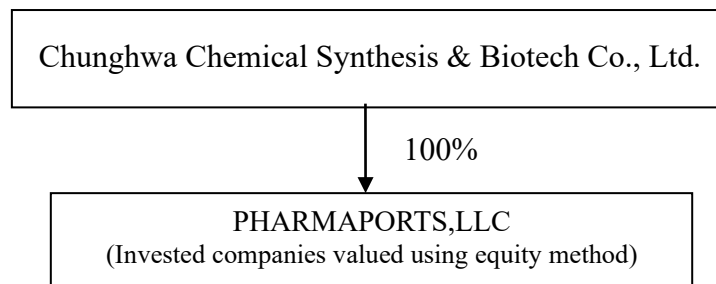 Chunghwa Chemical Synthesis & Biotech Co., Ltd.
100%
PHARMAPORTS,LLC
(Invested companies valued using equity method)